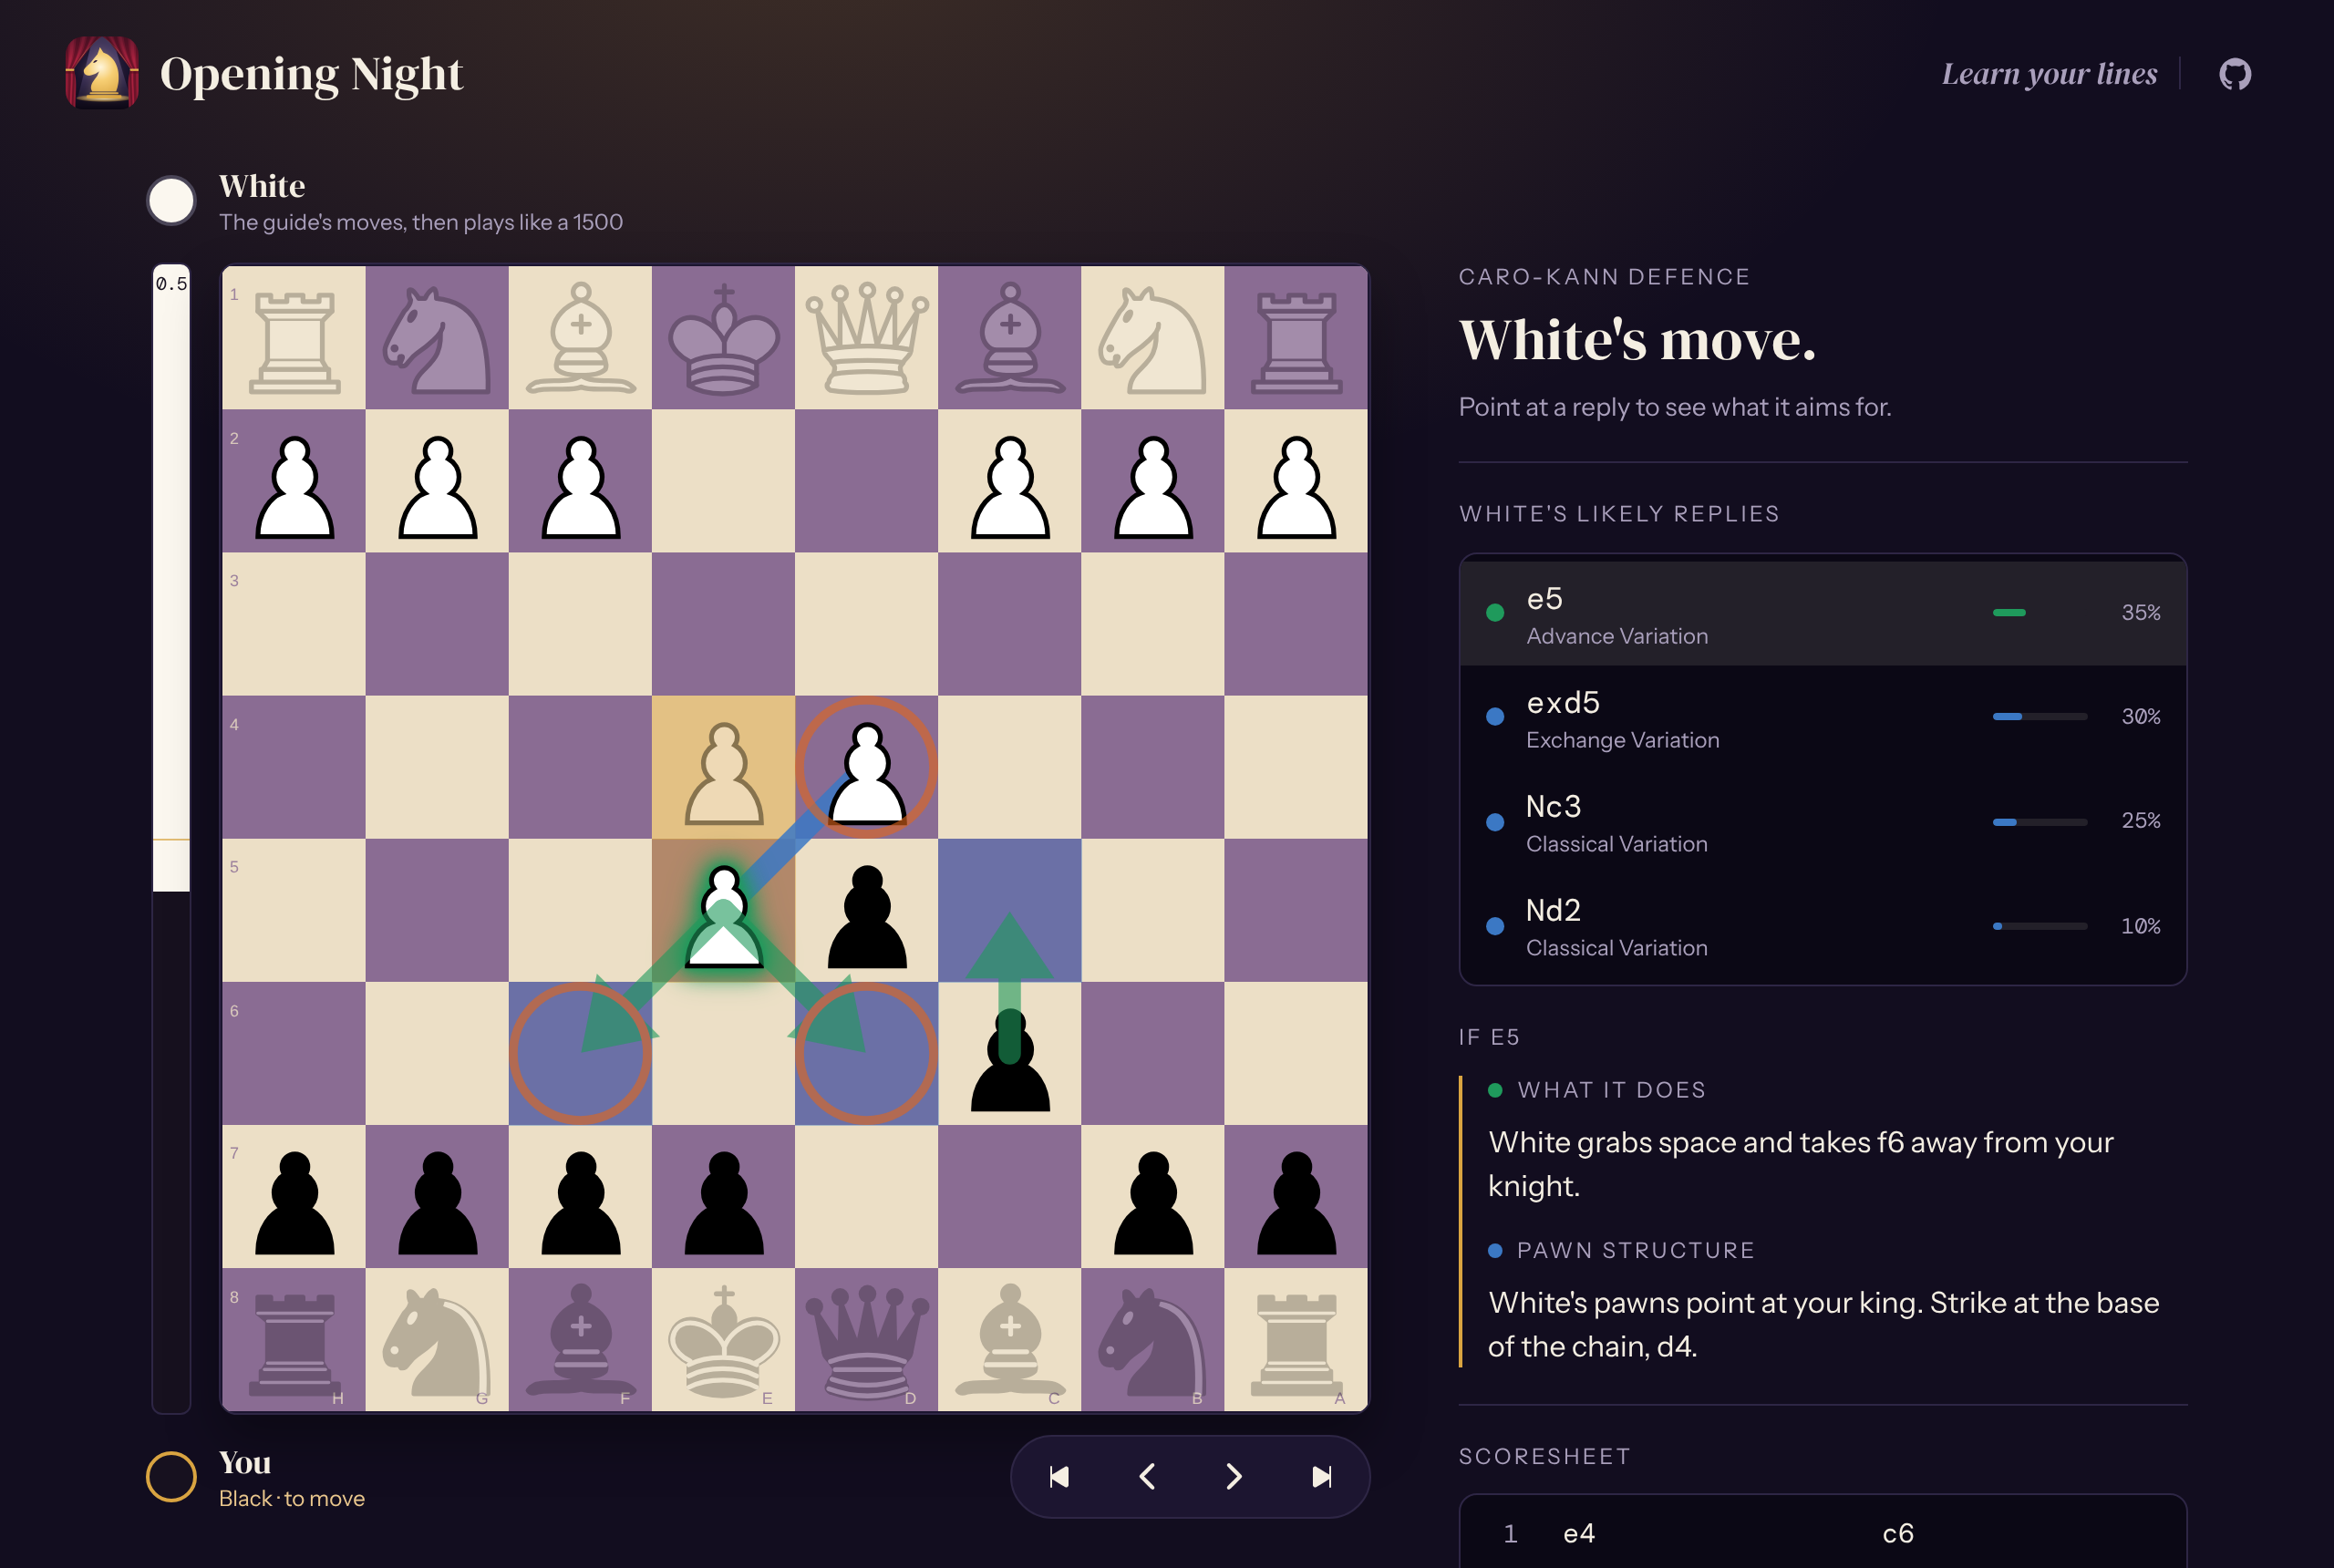 Opening Night
Learn your lines
White
The guide's moves, then plays like a 1500
0.5
1
2
3
4
5
6
7
8
H G F E D C B A
You
Black · to move
CARO-KANN DEFENCE
White's move.
Point at a reply to see what it aims for.
WHITE'S LIKELY REPLIES
e5 35%
Advance Variation
exd5 30%
Exchange Variation
Nc3 25%
Classical Variation
Nd2 10%
Classical Variation
IF E5
WHAT IT DOES
White grabs space and takes f6 away from your
knight.
PAWN STRUCTURE
White's pawns point at your king. Strike at the base
of the chain, d4.
SCORESHEET
1 e4 c6